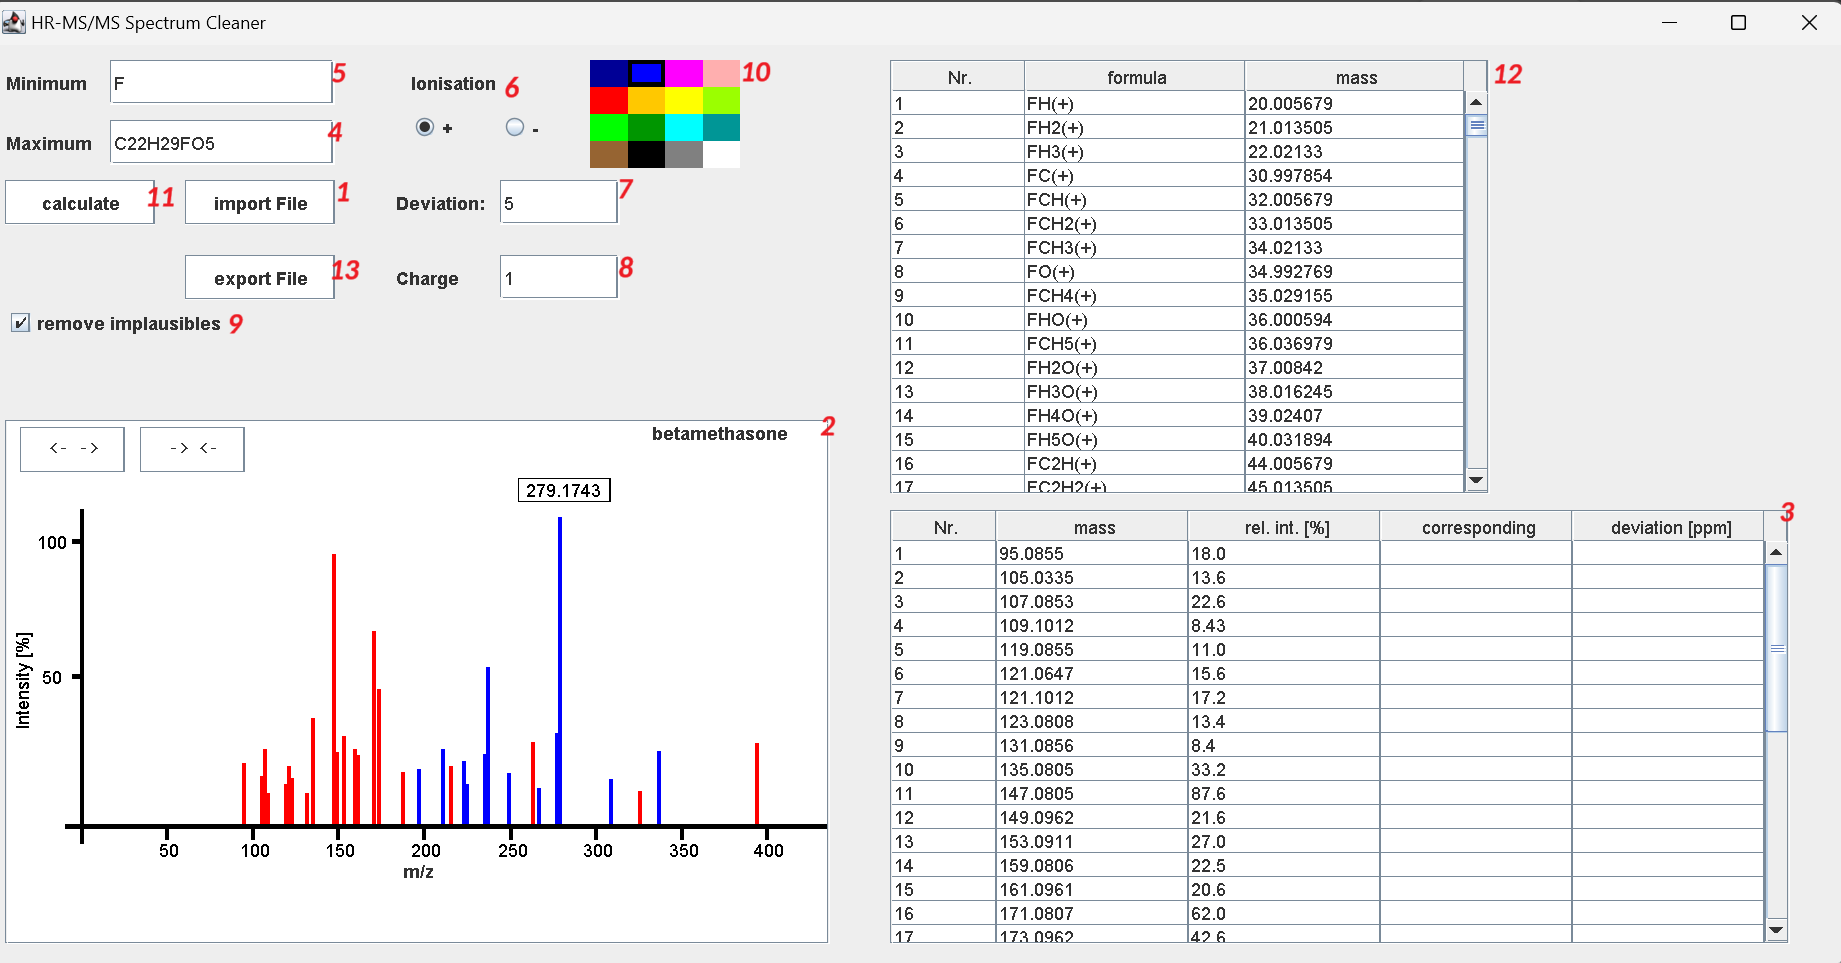 HR-MS/MS Spectrum Cleaner
Minimum F 5
Maximum C22H29FO5 4
Ionisation 6
+ -
10
calculate 11 import File 1
Deviation: 5 7
export File 13
Charge 1 8
remove implausibles 9
12
Nr. formula mass
1 FH(+) 20.005679
2 FH2(+) 21.013505
3 FH3(+) 22.02133
4 FC(+) 30.997854
5 FCH(+) 32.005679
6 FCH2(+) 33.013505
7 FCH3(+) 34.02133
8 FO(+) 34.992769
9 FCH4(+) 35.029155
10 FHO(+) 36.000594
11 FCH5(+) 36.036979
12 FH2O(+) 37.00842
13 FH3O(+) 38.016245
14 FH4O(+) 39.02407
15 FH5O(+) 40.031894
16 FC2H(+) 44.005679
17 FC2H2(+) 45.013505
<- -> -> <-
betamethasone 2
279.1743
100
50
Intensity [%]
50 100 150 200 250 300 350 400
m/z
3
Nr. mass rel. int. [%] corresponding deviation [ppm]
1 95.0855 18.0
2 105.0335 13.6
3 107.0853 22.6
4 109.1012 8.43
5 119.0855 11.0
6 121.0647 15.6
7 121.1012 17.2
8 123.0808 13.4
9 131.0856 8.4
10 135.0805 33.2
11 147.0805 87.6
12 149.0962 21.6
13 153.0911 27.0
14 159.0806 22.5
15 161.0961 20.6
16 171.0807 62.0
17 173.0962 42.6